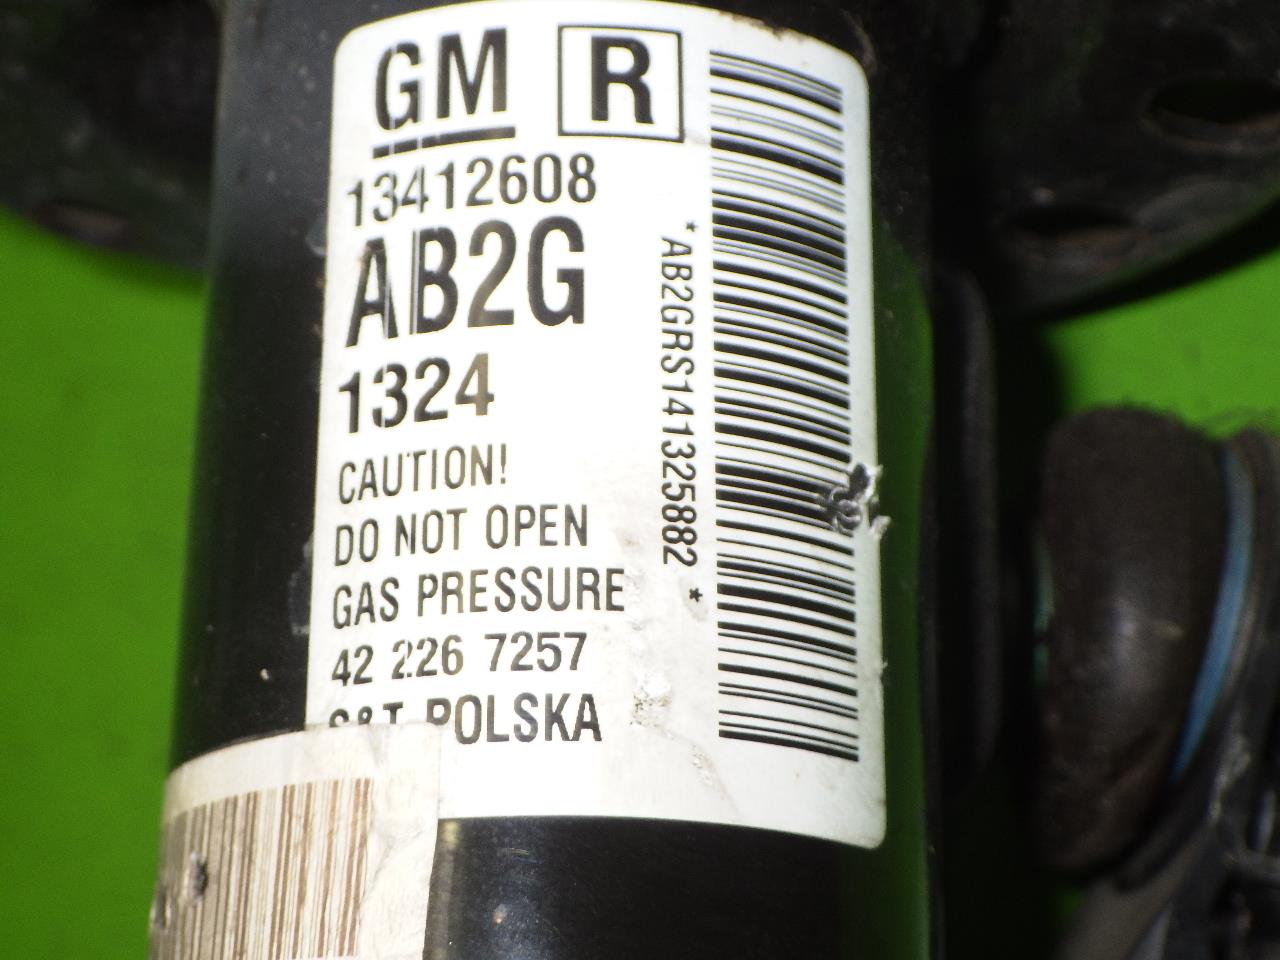 GM R
13412608
AB2G
1324
CAUTION!
DO NOT OPEN
GAS PRESSURE
42 226 7257
S&T POLSKA
*AB2GRS141325882 *